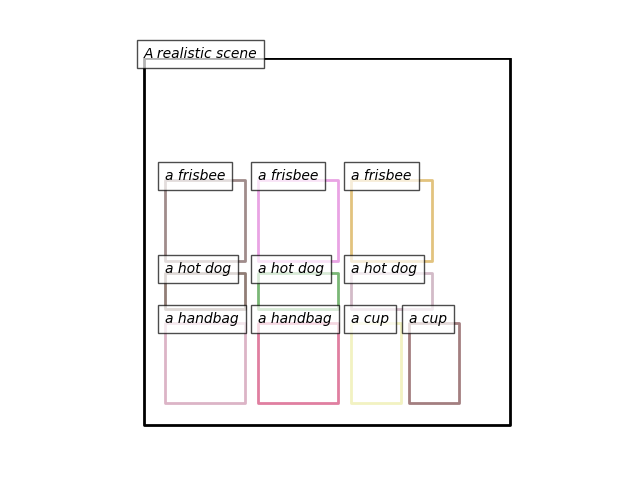 A realistic scene
a frisbee a frisbee a frisbee
a hot dog a hot dog a hot dog
a handbag a handbag a cup a cup